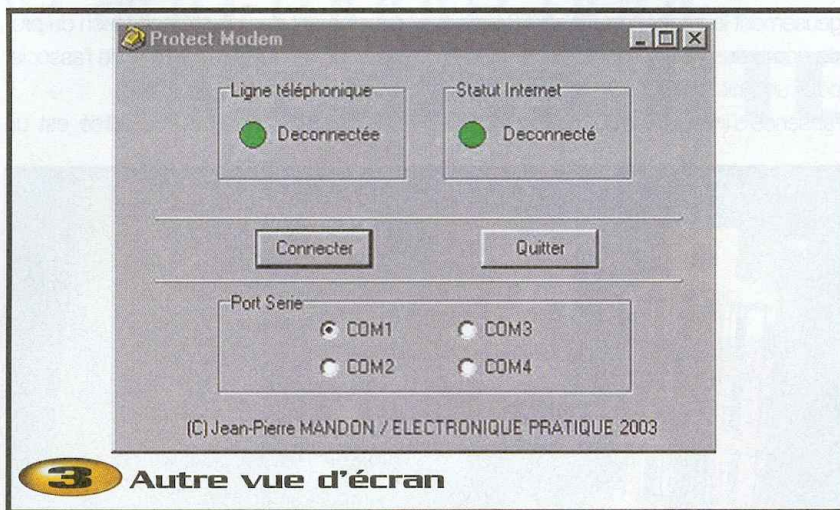 Protect Modem
Ligne téléphonique
Statut Internet
Deconnectée
Deconnecté
Connecter
Quitter
Port Serie
COM1
COM3
COM2
COM4
(C) Jean-Pierre MANDON / ELECTRONIQUE PRATIQUE 2003
3 Autre vue d'écran